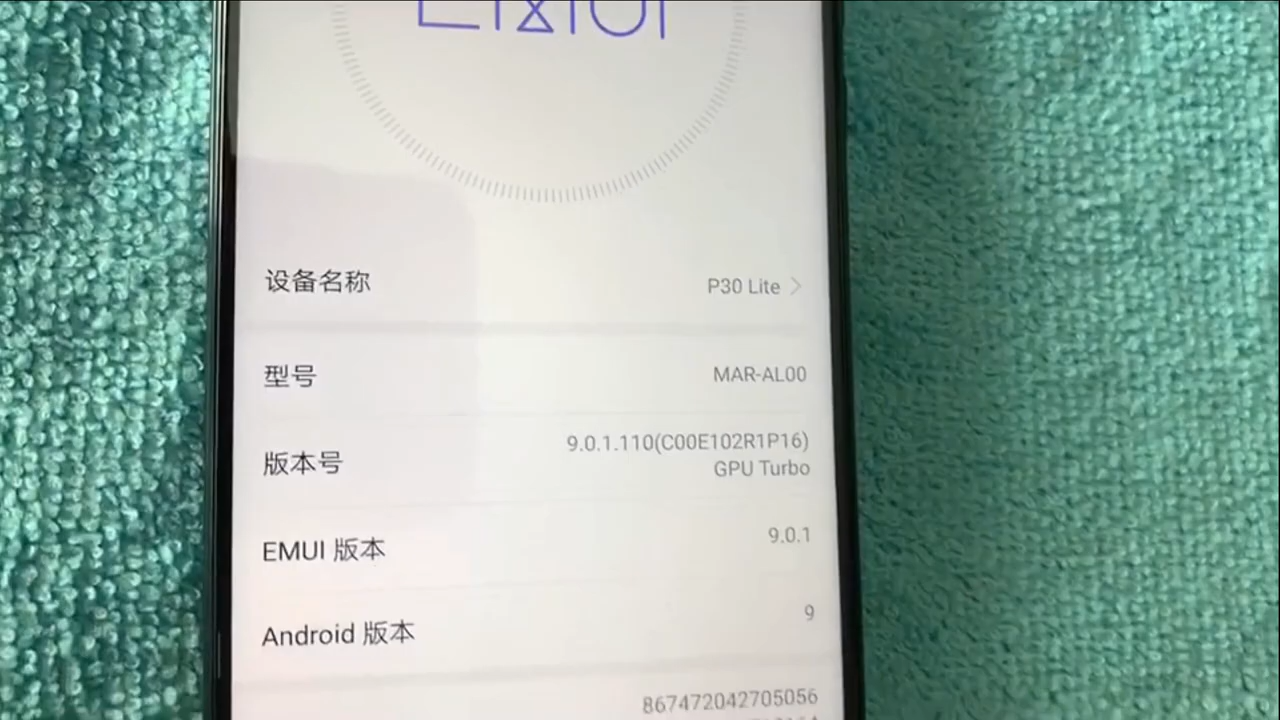 EMUI
设备名称
P30 Lite
型号
MAR-AL00
版本号
9.0.1.110(C00E102R1P16)
GPU Turbo
EMUI 版本
9.0.1
Android 版本
9
867472042705056